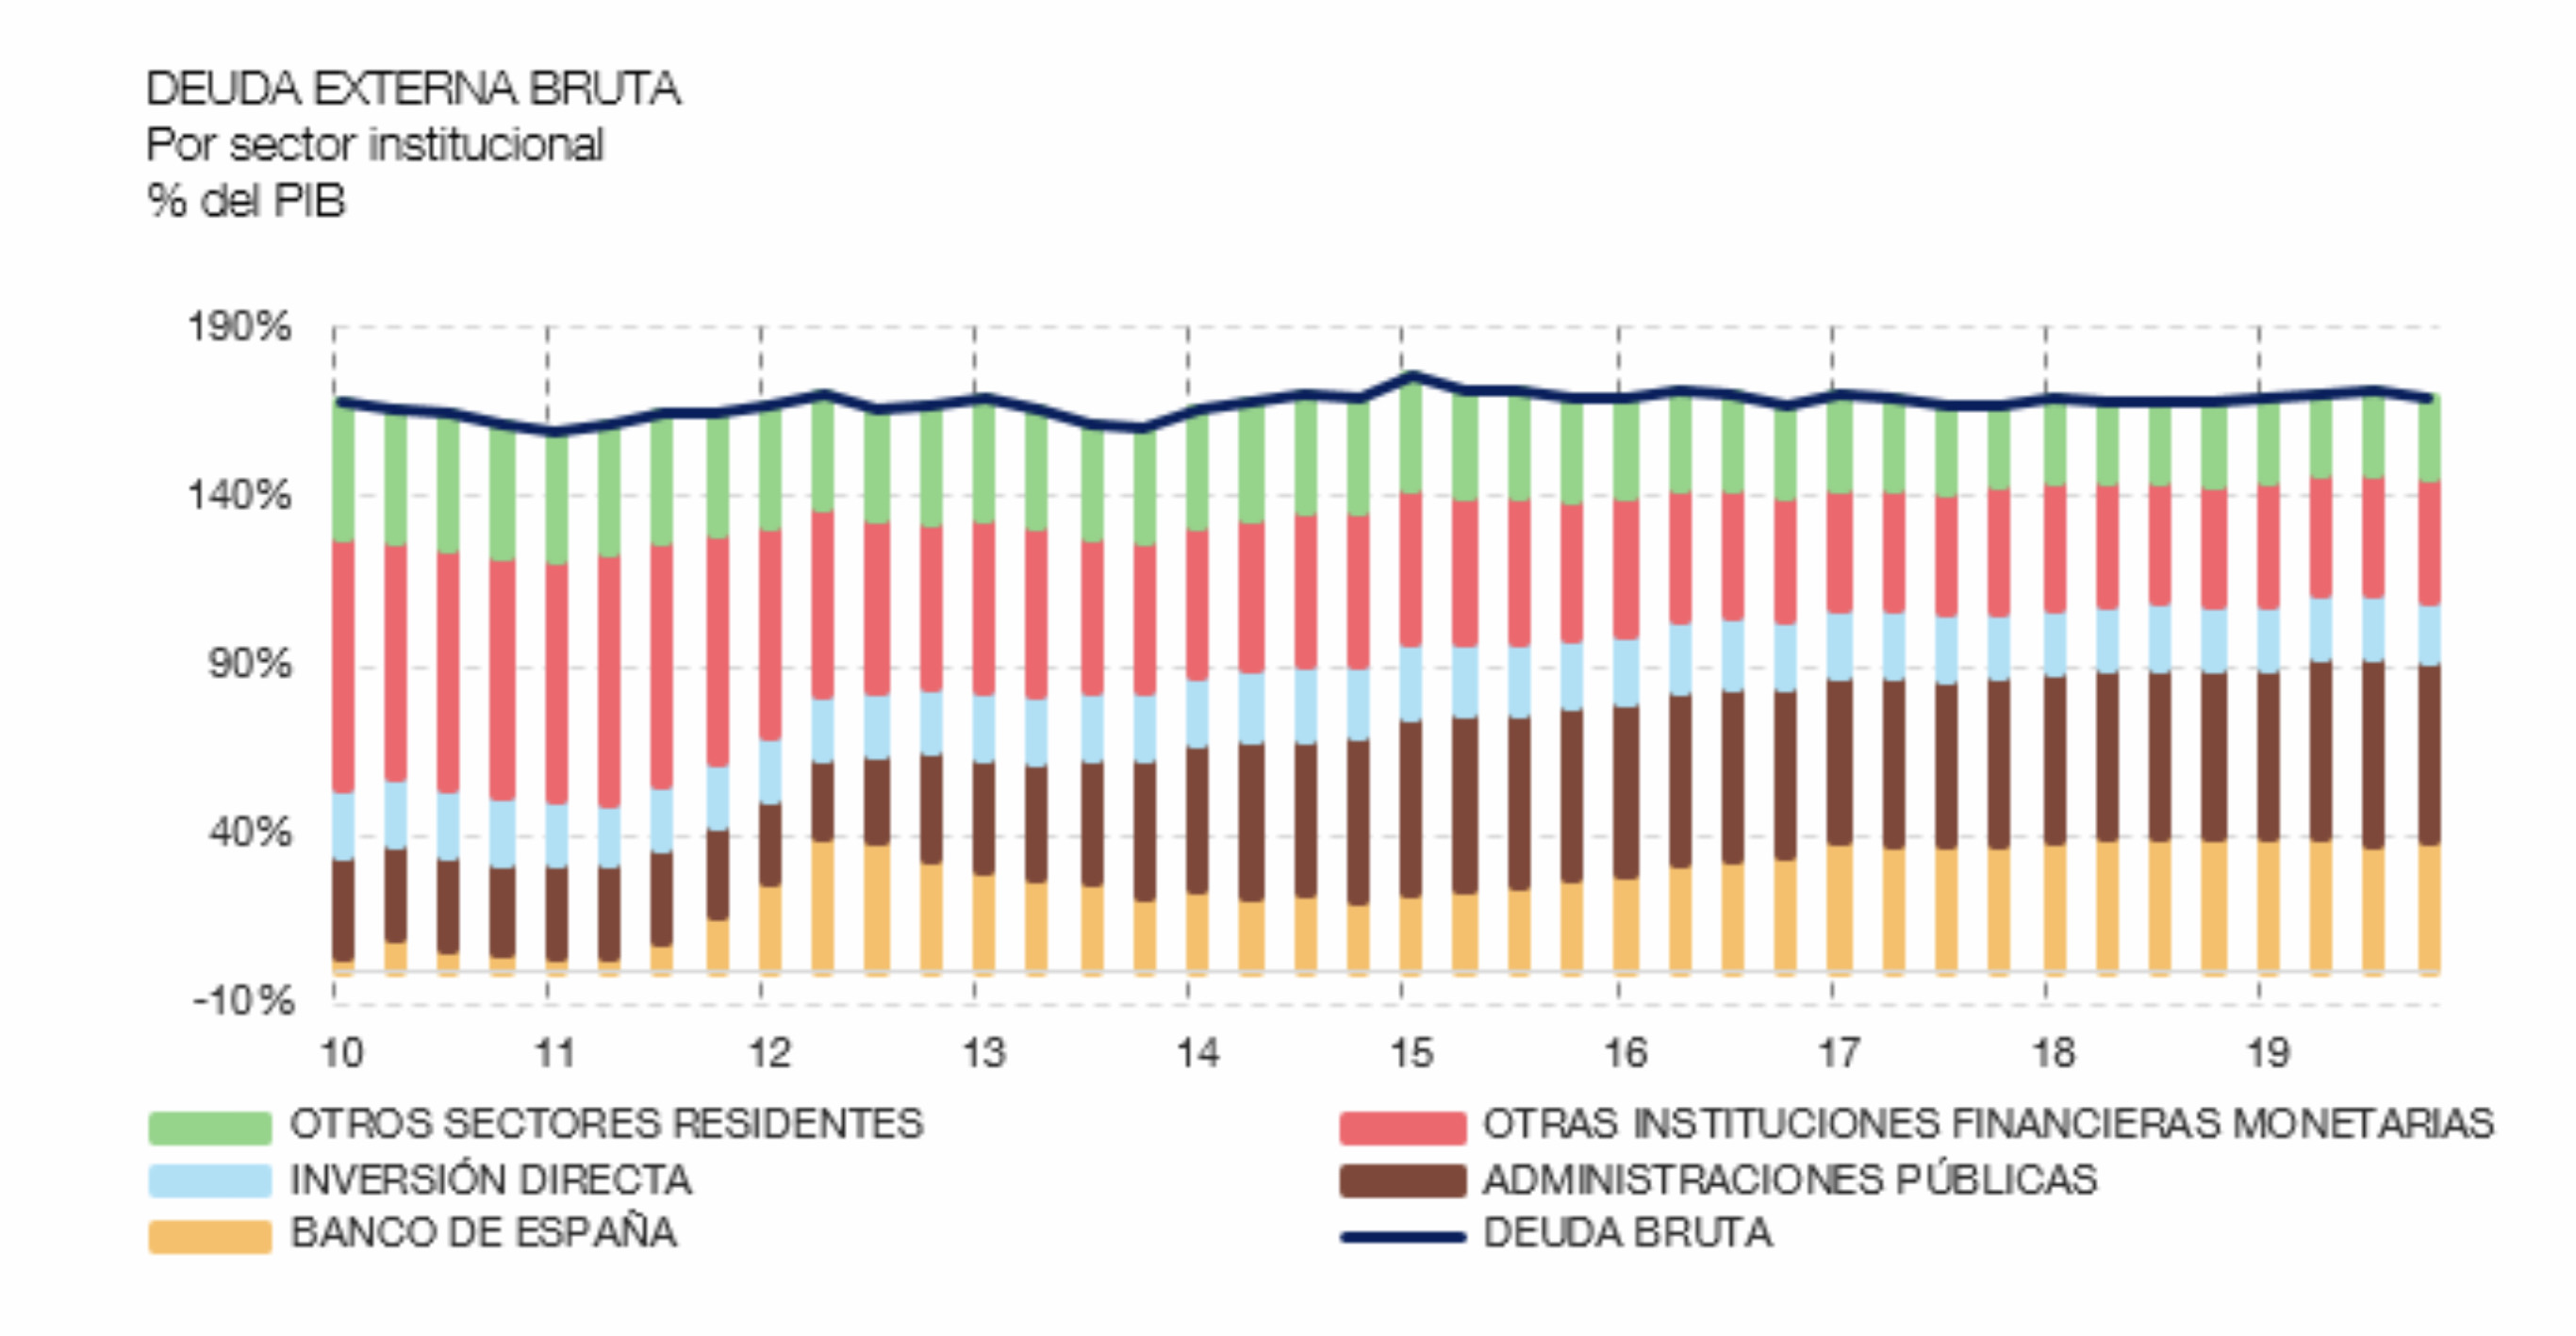 DEUDA EXTERNA BRUTA
Por sector institucional
% del PIB
190%
140%
90%
40%
-10%
10 11 12 13 14 15 16 17 18 19
OTROS SECTORES RESIDENTES
OTRAS INSTITUCIONES FINANCIERAS MONETARIAS
INVERSIÓN DIRECTA
ADMINISTRACIONES PÚBLICAS
BANCO DE ESPAÑA
DEUDA BRUTA